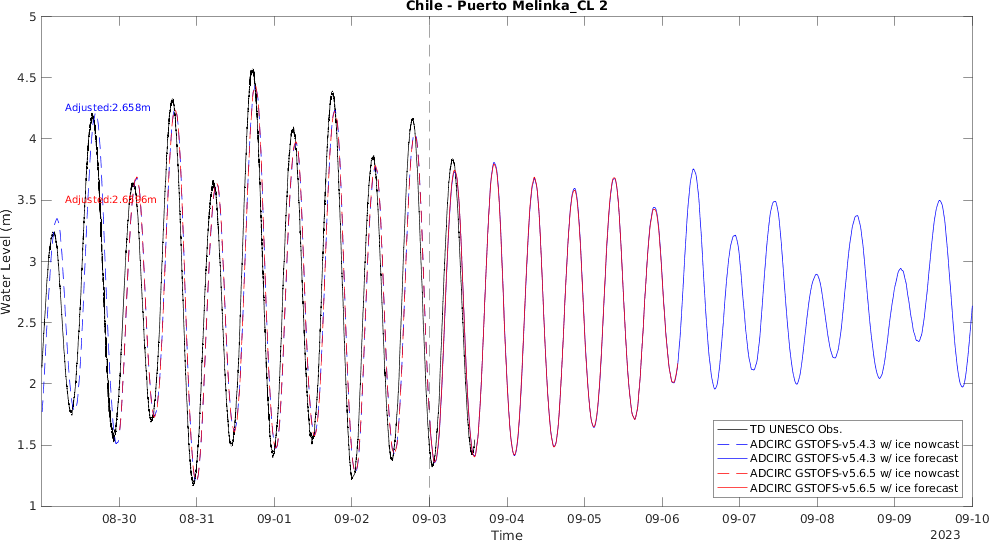 Chile - Puerto Melinka_CL 2
5
4.5
4
3.5
3
2.5
2
1.5
1
Water Level (m)
Adjusted:2.658m
08-30
08-31
09-01
09-02
09-03
09-04
09-05
09-06
09-07
09-08
09-09
09-10
Time
2023
TD UNESCO Obs.
ADCIRC GSTOFS-v5.4.3 w/ ice nowcast
ADCIRC GSTOFS-v5.4.3 w/ ice forecast
ADCIRC GSTOFS-v5.6.5 w/ ice nowcast
ADCIRC GSTOFS-v5.6.5 w/ ice forecast